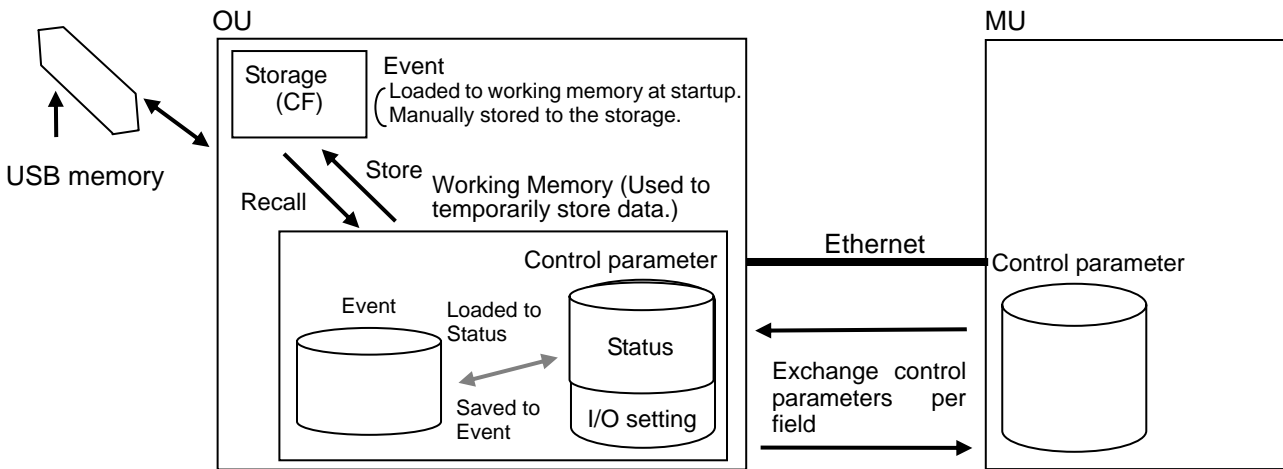 OU
MU
Storage
(CF)
Event
Loaded to working memory at startup.
Manually stored to the storage.
USB memory
Store
Recall
Working Memory (Used to
temporarily store data.)
Ethernet
Control parameter
Control parameter
Event
Loaded to
Status
Status
Saved to
Event
I/O setting
Exchange control
parameters per
field